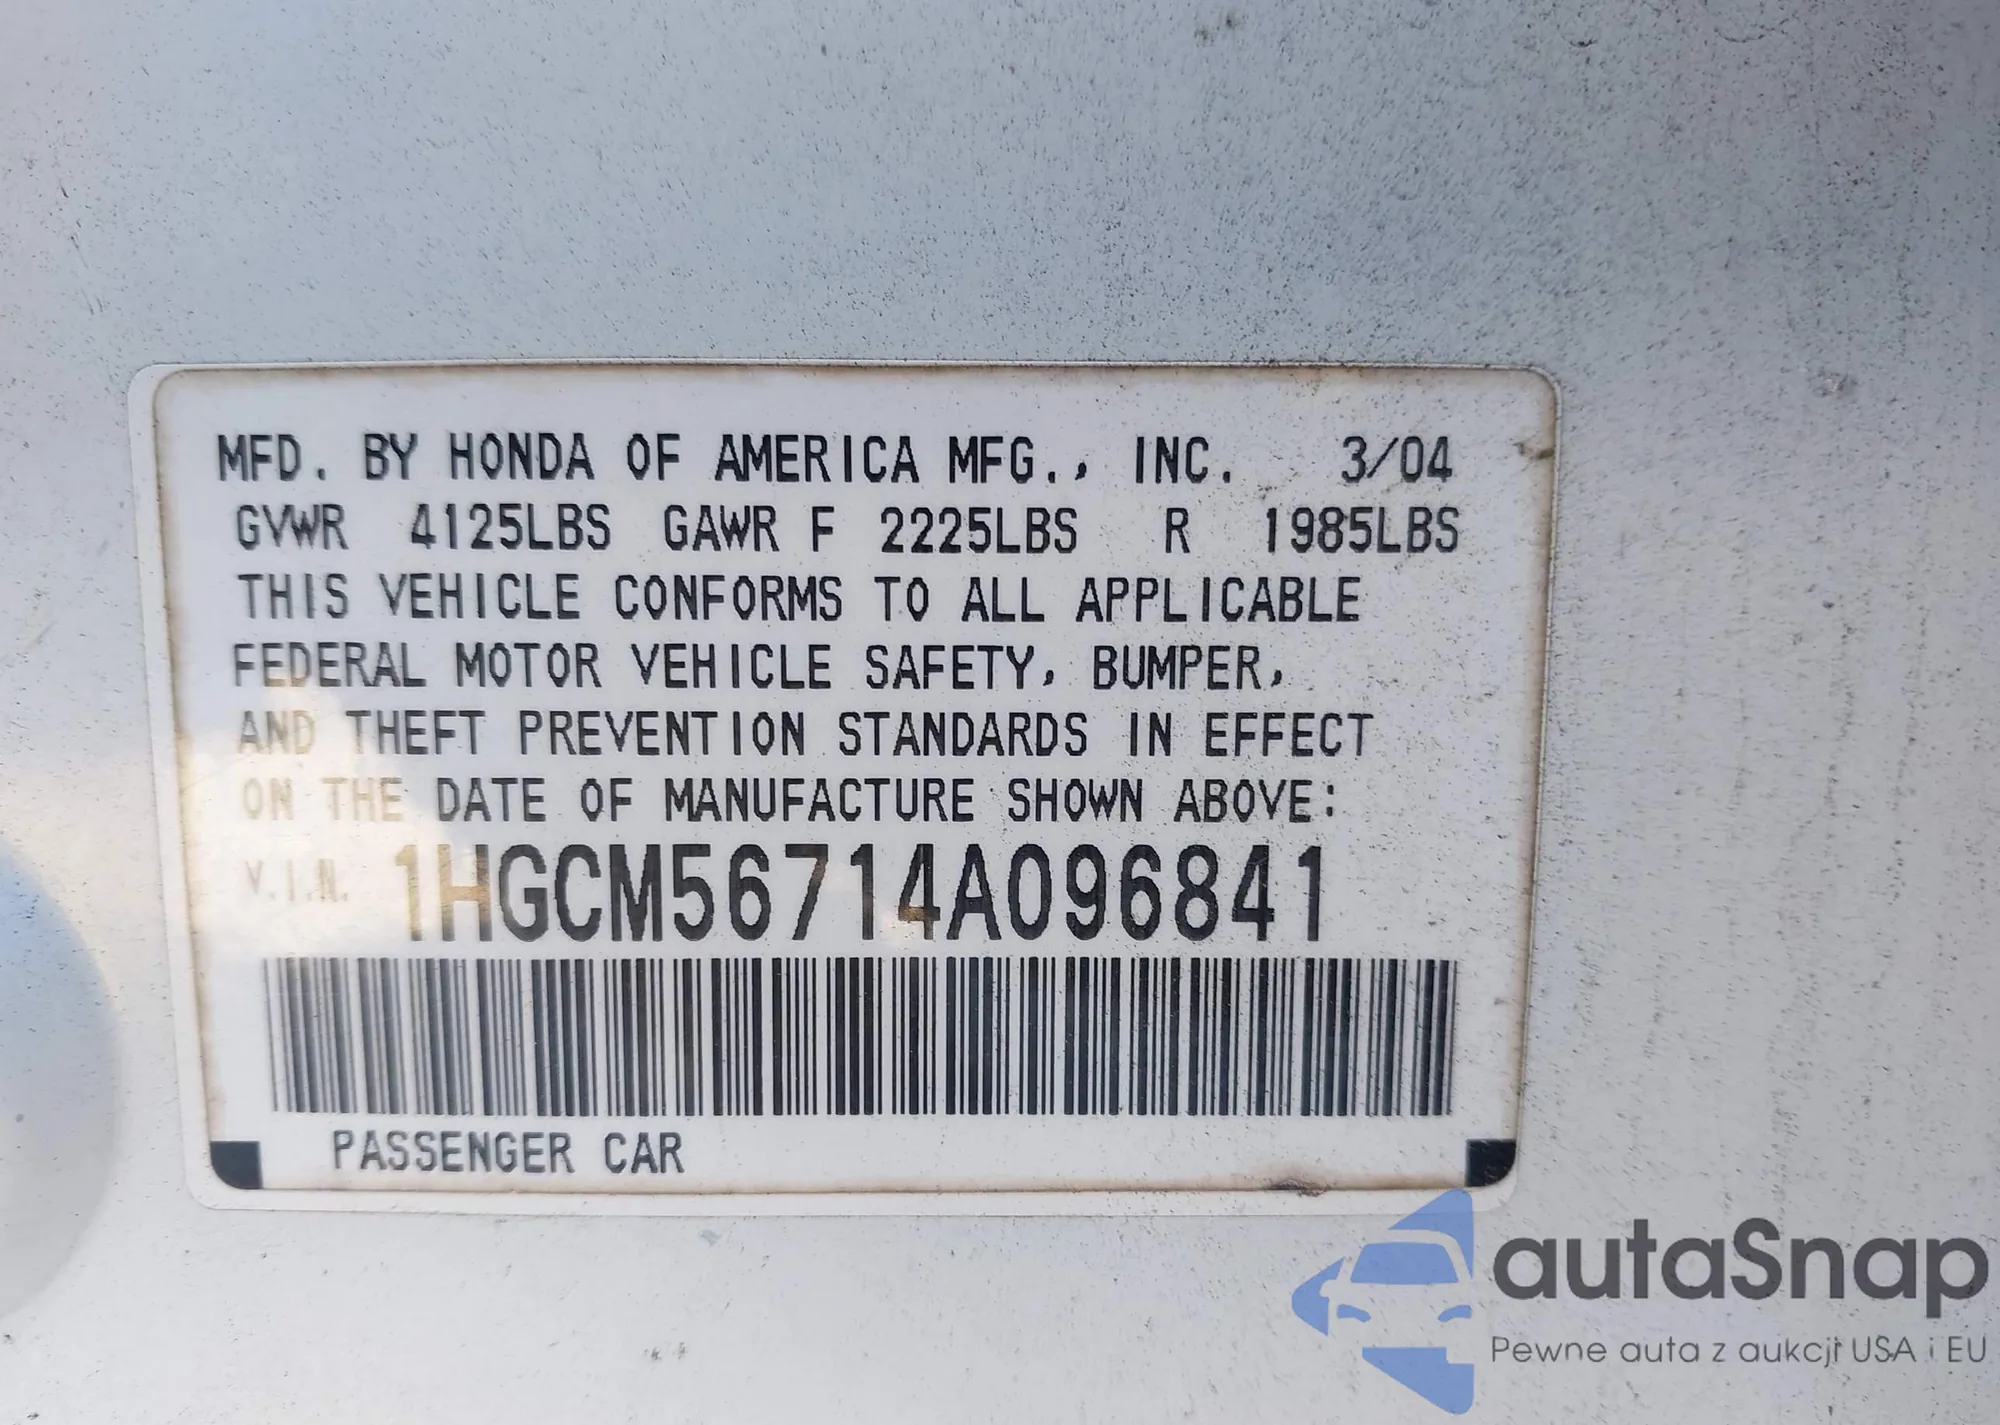 MFD. BY HONDA OF AMERICA MFG., INC. 3/04
GVWR 4125LBS GAWR F 2225LBS R 1985LBS
THIS VEHICLE CONFORMS TO ALL APPLICABLE
FEDERAL MOTOR VEHICLE SAFETY, BUMPER,
AND THEFT PREVENTION STANDARDS IN EFFECT
ON THE DATE OF MANUFACTURE SHOWN ABOVE:
V.I.N. 1HGCM56714A096841
PASSENGER CAR
autaSnap
Pewne auta z aukcji USA i EU